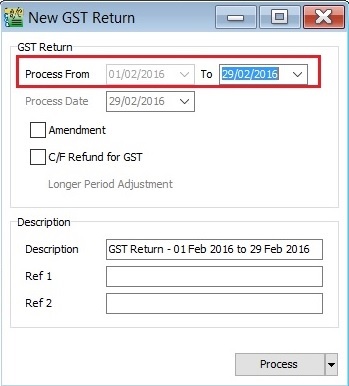 New GST Return
GST Return
Process From 01/02/2016 To 29/02/2016
Process Date 29/02/2016
Amendment
C/F Refund for GST
Longer Period Adjustment
Description
Description GST Return - 01 Feb 2016 to 29 Feb 2016
Ref 1
Ref 2
Process